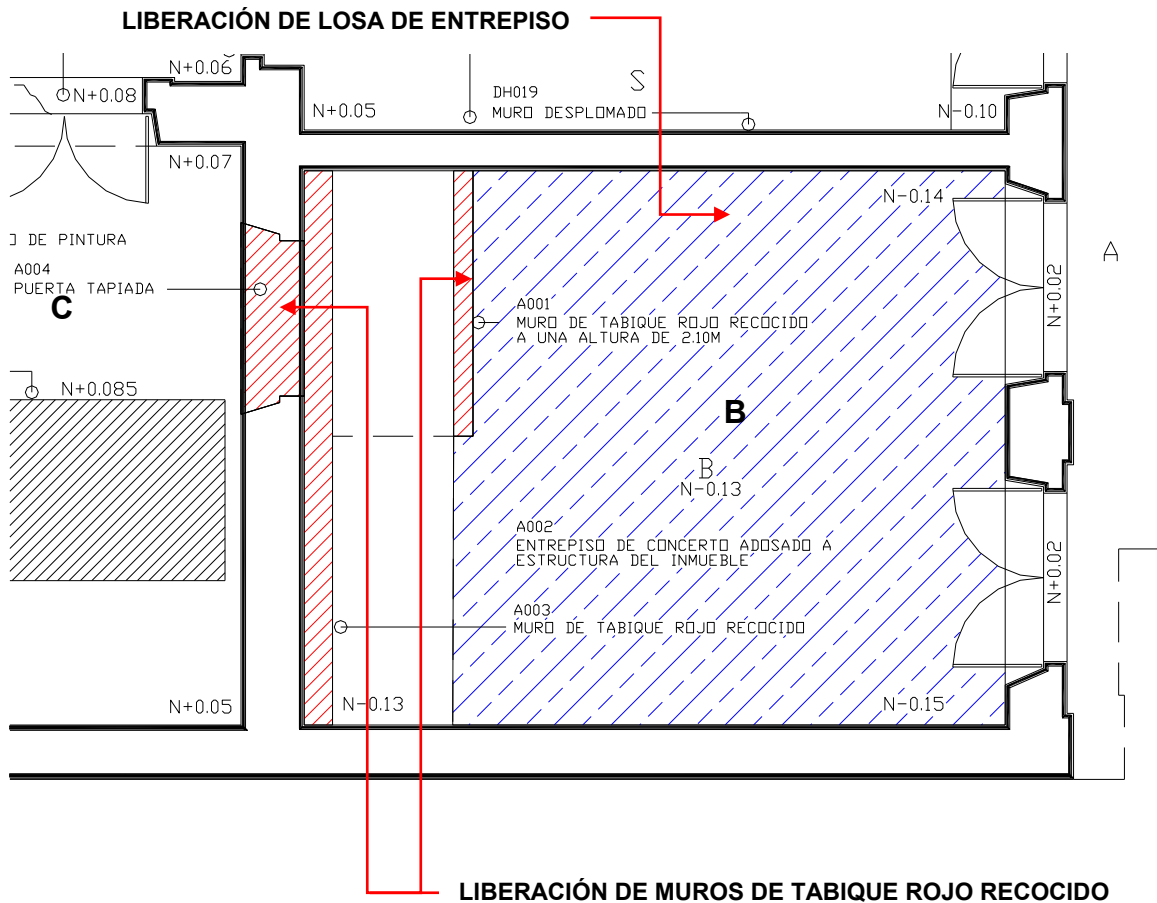 LIBERACIÓN DE LOSA DE ENTREPISO
N+0.06
N+0.08
N+0.05
DH019
MURO DESPLOMADO
S
N-0.10
N+0.07
N-0.14
O DE PINTURA
A004
PUERTA TAPIADA
C
A
N+0.02
A001
MURO DE TABIQUE ROJO RECOCIDO
A UNA ALTURA DE 2.10M
N+0.085
B
B
N-0.13
A002
ENTREPISO DE CONCERTO ADOSADO A
ESTRUCTURA DEL INMUEBLE
N+0.02
A003
MURO DE TABIQUE ROJO RECOCIDO
N+0.05
N-0.13
N-0.15
LIBERACIÓN DE MUROS DE TABIQUE ROJO RECOCIDO